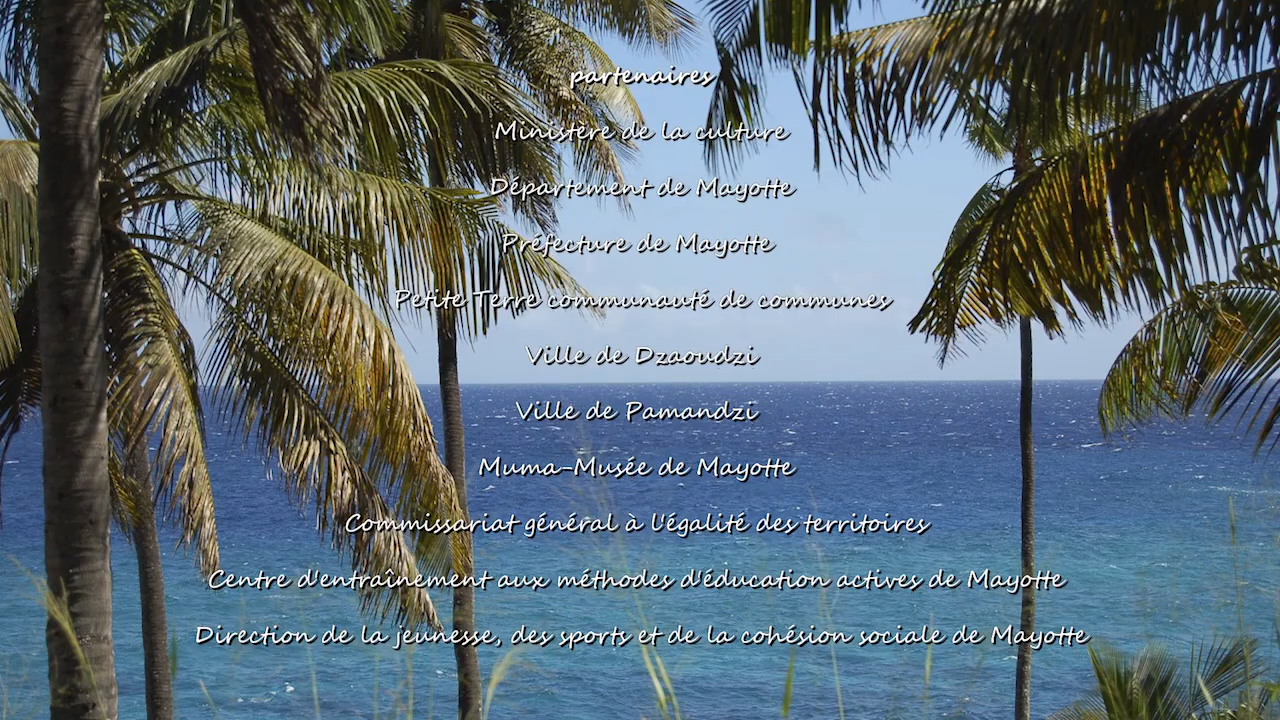 partenaires
Ministère de la culture
Département de Mayotte
Préfecture de Mayotte
Petite Terre communauté de communes
Ville de Dzaoudzi
Ville de Pamandzi
Muma-Musée de Mayotte
Commissariat général à l'égalité des territoires
Centre d'entraînement aux méthodes d'éducation actives de Mayotte
Direction de la jeunesse, des sports et de la cohésion sociale de Mayotte